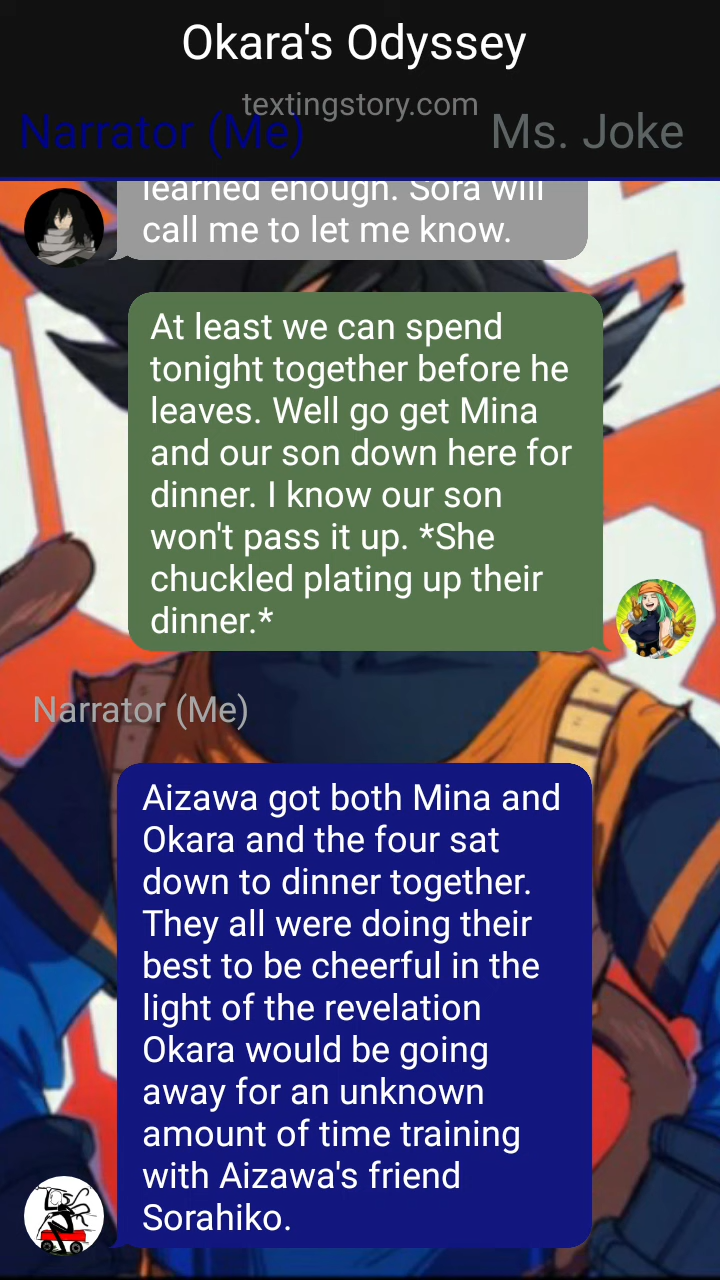 Okara's Odyssey
textingstory.com
Narrator (Me)
Ms. Joke
learned enough. Sora will
call me to let me know.
At least we can spend
tonight together before he
leaves. Well go get Mina
and our son down here for
dinner. I know our son
won't pass it up. *She
chuckled plating up their
dinner.*
Narrator (Me)
Aizawa got both Mina and
Okara and the four sat
down to dinner together.
They all were doing their
best to be cheerful in the
light of the revelation
Okara would be going
away for an unknown
amount of time training
with Aizawa's friend
Sorahiko.